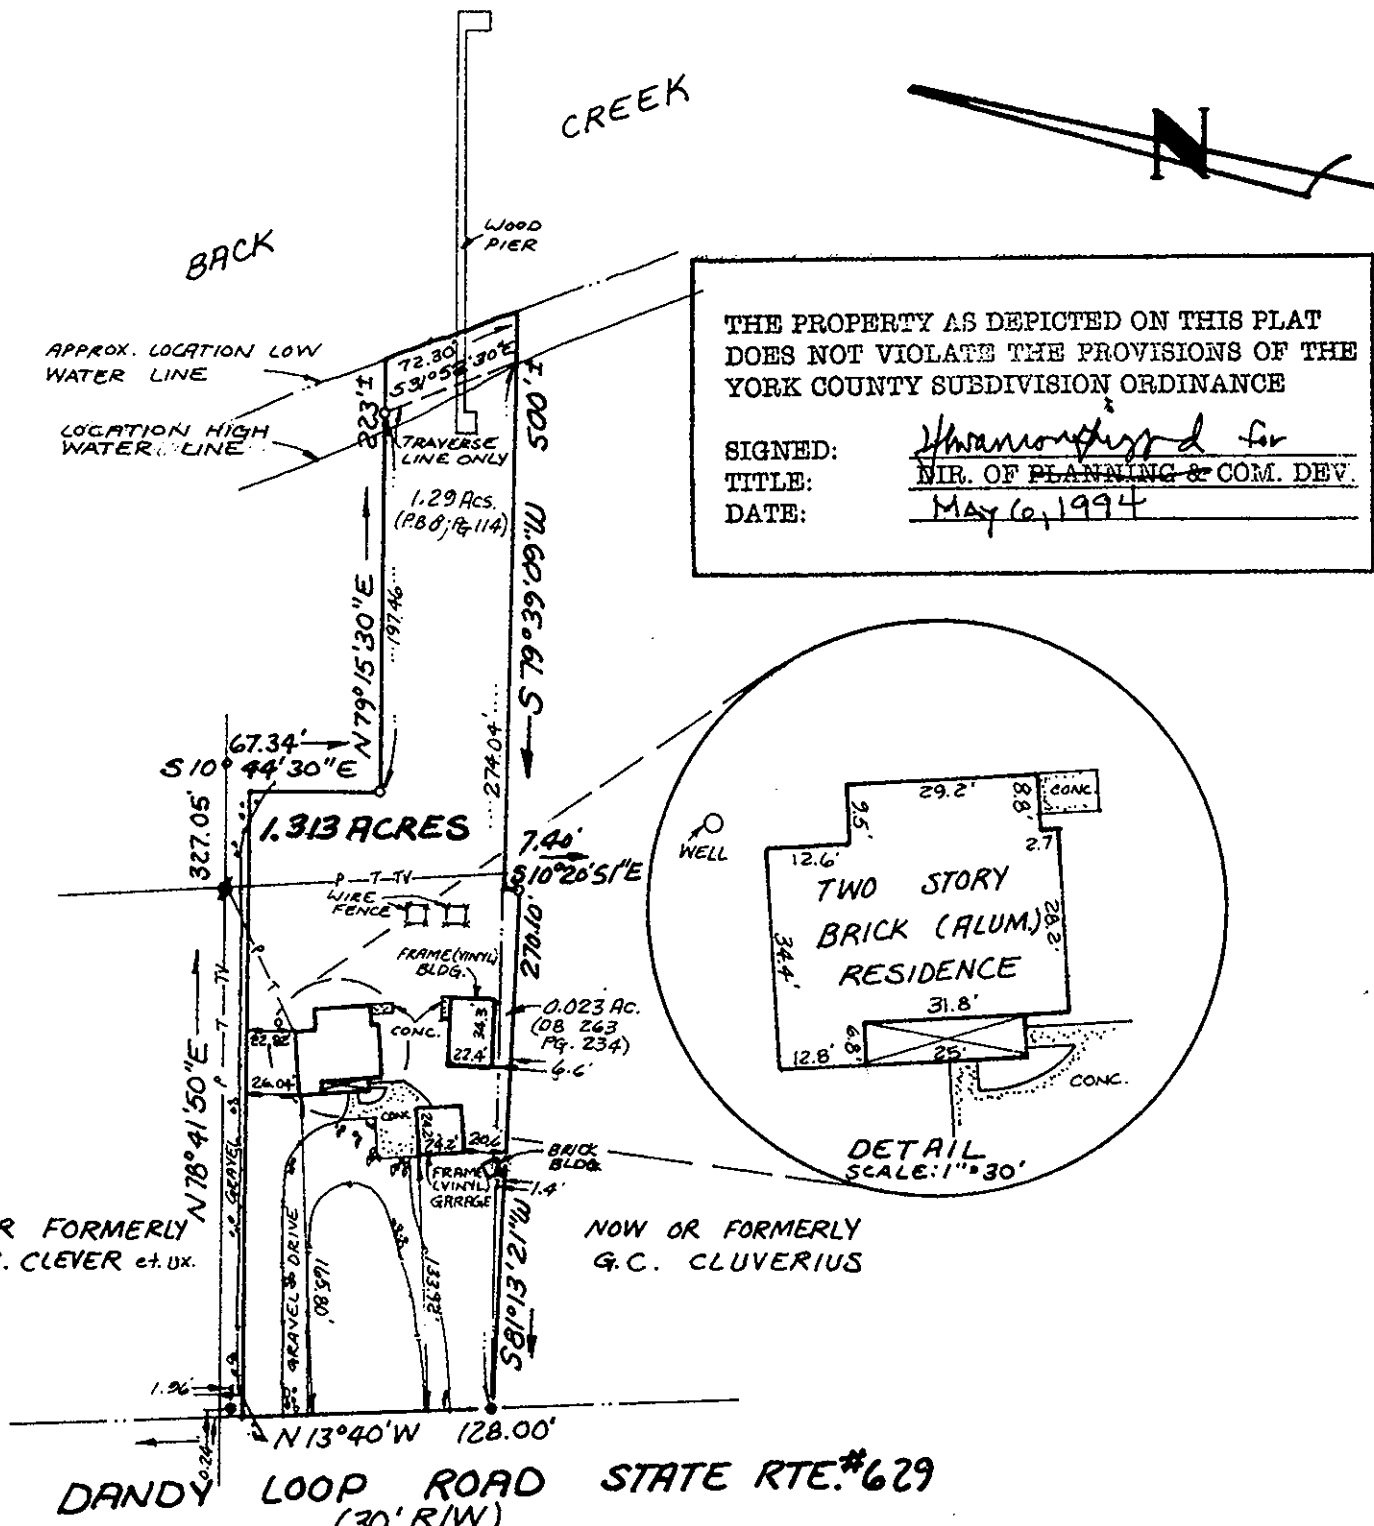 BACK
CREEK
N
WOOD
PIER
APPROX. LOCATION LOW
WATER LINE
LOCATION HIGH
WATER LINE
72.30'
S31°58'30"E
223'±
500'±
TRAVERSE
LINE ONLY
1.29 Acs.
(P.B 8; PG 114)
THE PROPERTY AS DEPICTED ON THIS PLAT
DOES NOT VIOLATE THE PROVISIONS OF THE
YORK COUNTY SUBDIVISION ORDINANCE
SIGNED: for
TITLE: DIR. OF PLANNING & COM. DEV.
DATE: MAY 6, 1994
N79°15'30"E
197.46
S79°39'09"W
274.04'
67.34'
S10 44'30"E
327.05'
1.313 ACRES
7.40'
S10°20'51"E
P-T-TV
WIRE
FENCE
270.10'
FRAME (VINYL)
BLDG.
CONC.
34.3
22.4'
0.023 Ac.
(DB 263
PG. 234)
6.6'
22.82'
26.04'
P-T-TV
N78°41'50"E
GRAVEL
CONC.
24.2'
24.2'
20.6
BRICK
BLDG.
1.4'
FRAME
(VINYL)
GARAGE
GRAVEL DRIVE
165.80'
133.92'
S81°13'21"W
R FORMERLY
. CLEVER et. ux.
NOW OR FORMERLY
G.C. CLUVERIUS
WELL
29.2'
8.8'
CONC.
9.5'
12.6'
2.7
TWO STORY
BRICK (ALUM.)
RESIDENCE
34.4'
28.2'
31.8'
6.8'
12.8'
25'
CONC.
DETAIL
SCALE: 1"=30'
1.96'
0.24
N13°40'W 128.00'
DANDY LOOP ROAD STATE RTE.#629
(30' R/W)